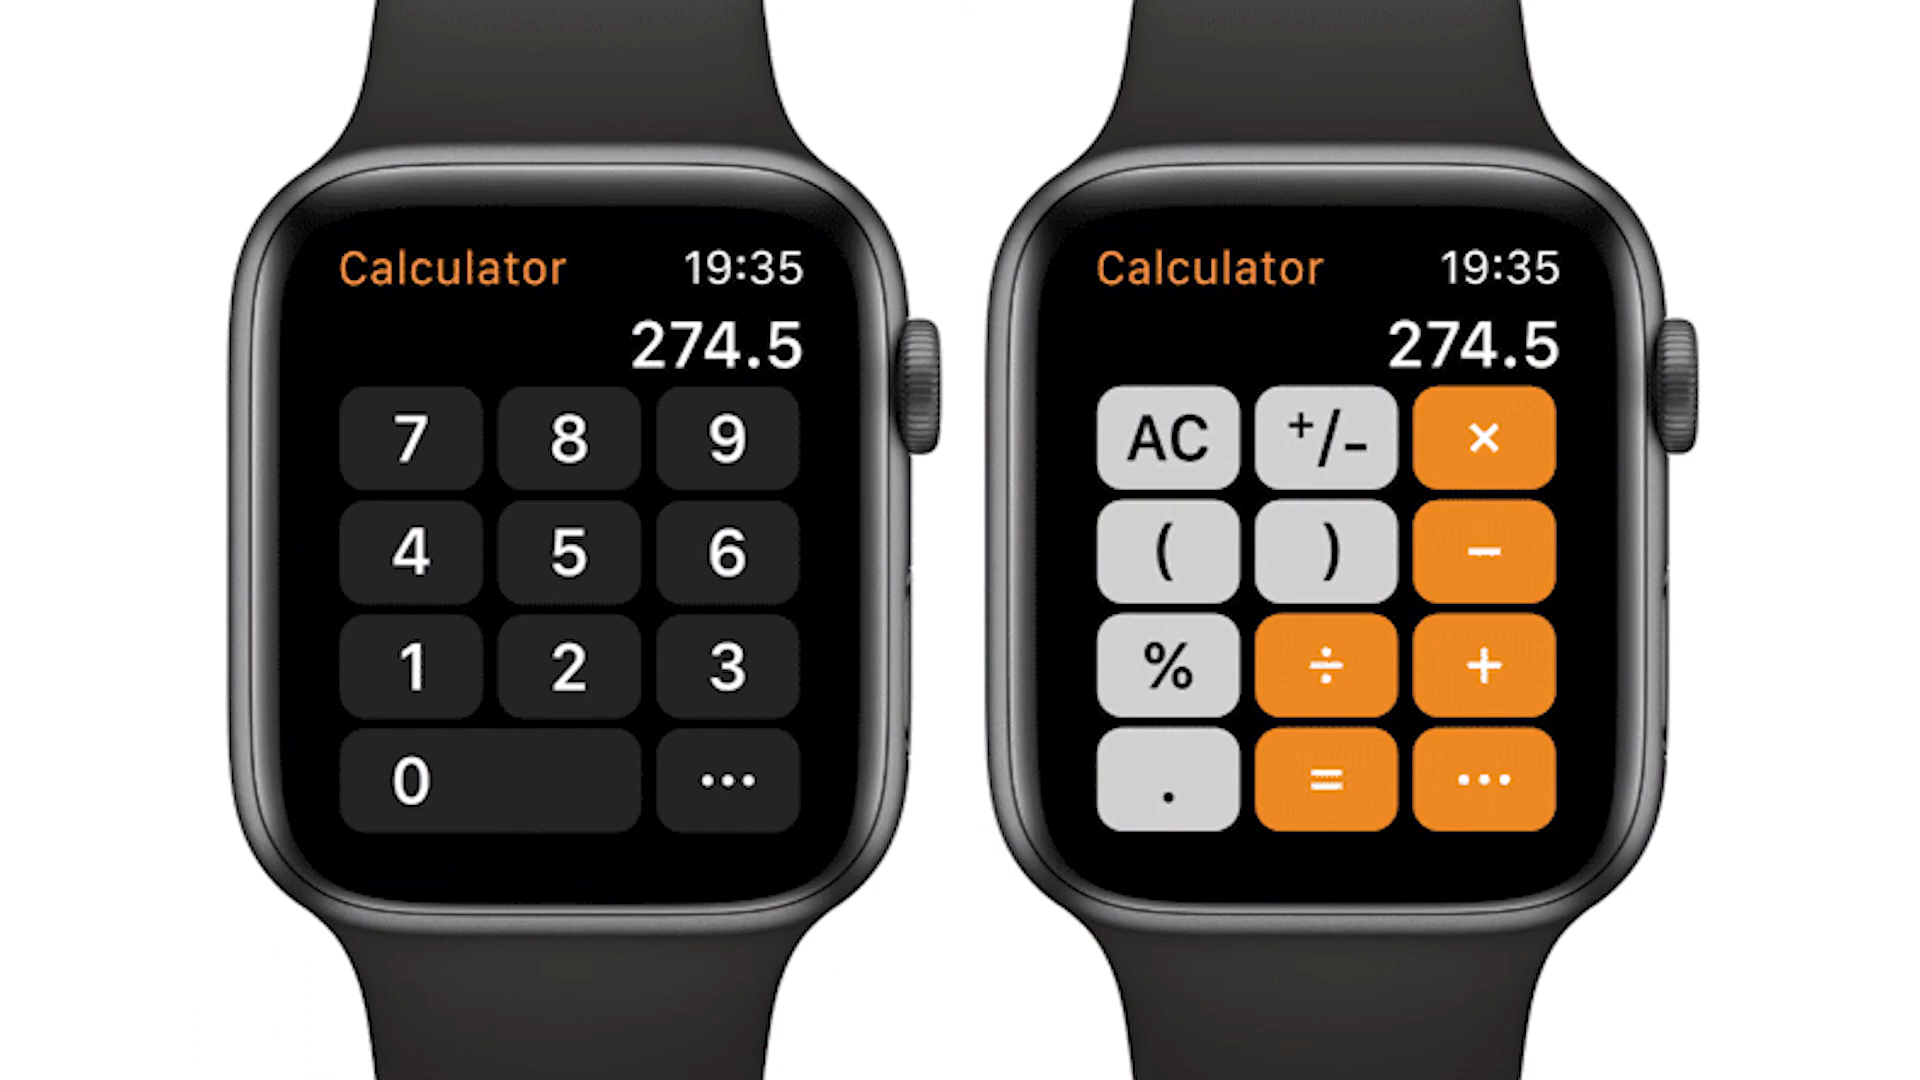 Calculator 19:35
274.5
7 8 9
4 5 6
1 2 3
0 ...
Calculator 19:35
274.5
AC +/- ×
( ) −
% ÷ +
. = ...